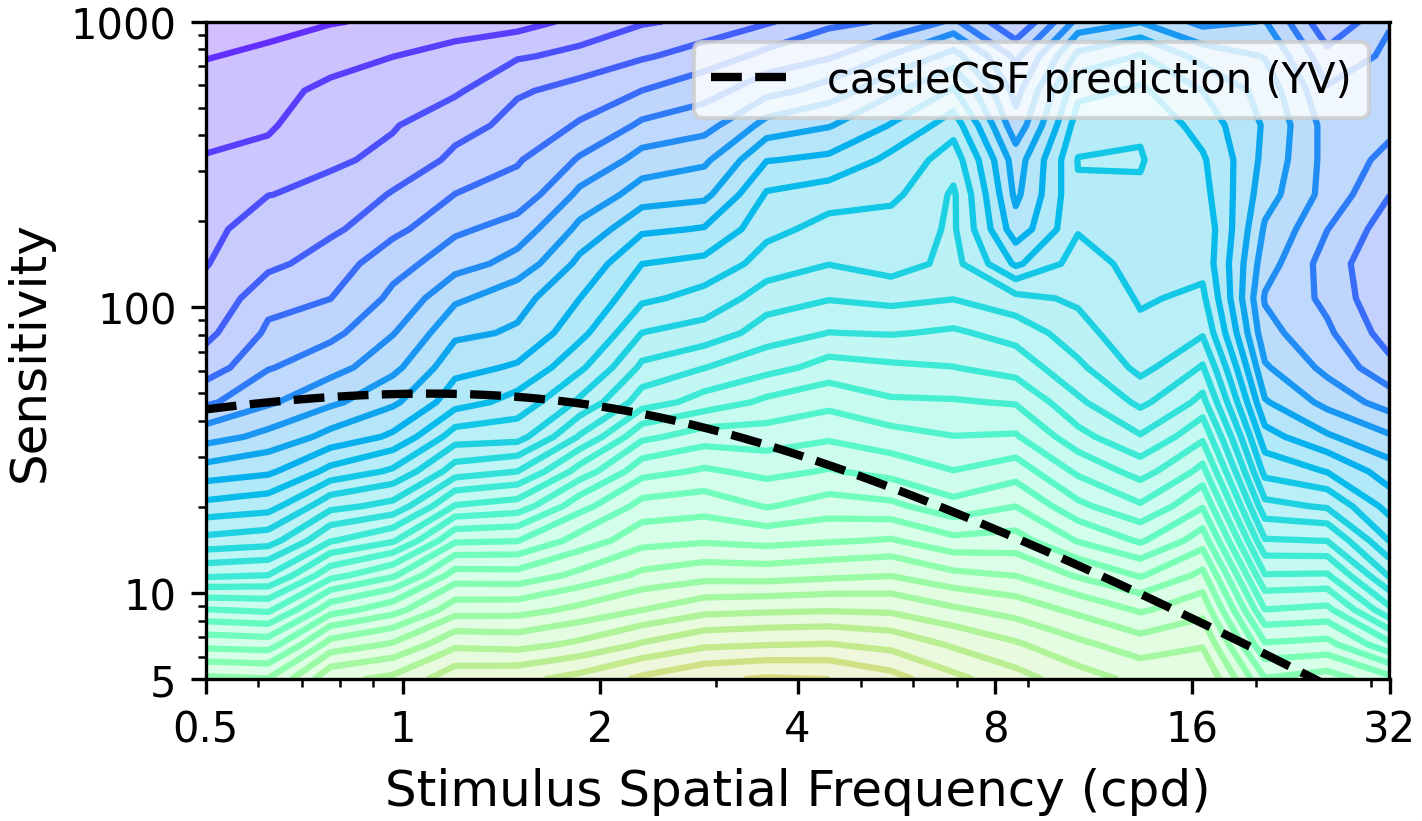 1000
100
10
5
Sensitivity
castleCSF prediction (YV)
0.5 1 2 4 8 16 32
Stimulus Spatial Frequency (cpd)